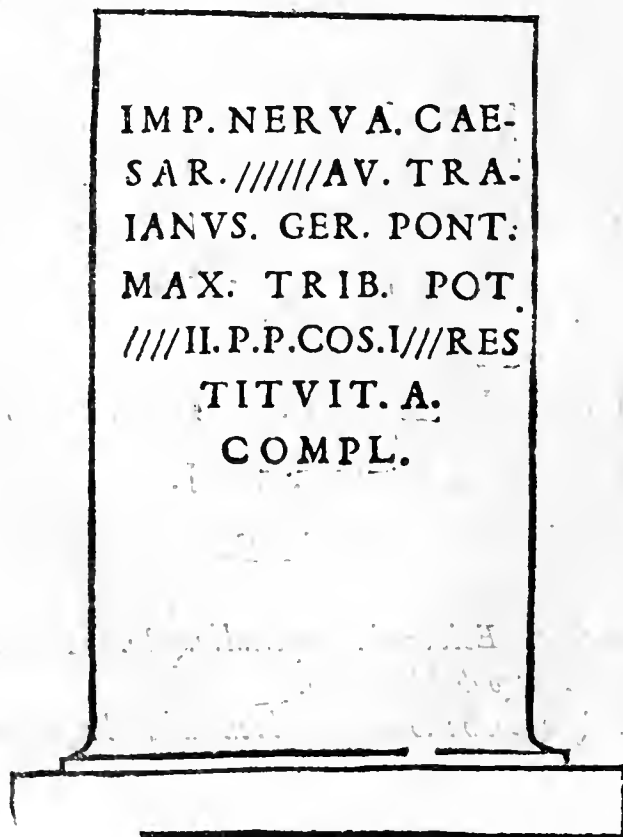 IMP. NERVA. CAE-
SAR. //////AV. TRA-
IANVS. GER. PONT:
MAX: TRIB. POT.
////II. P.P.COS.I///RES
TITVIT. A.
COMPL.